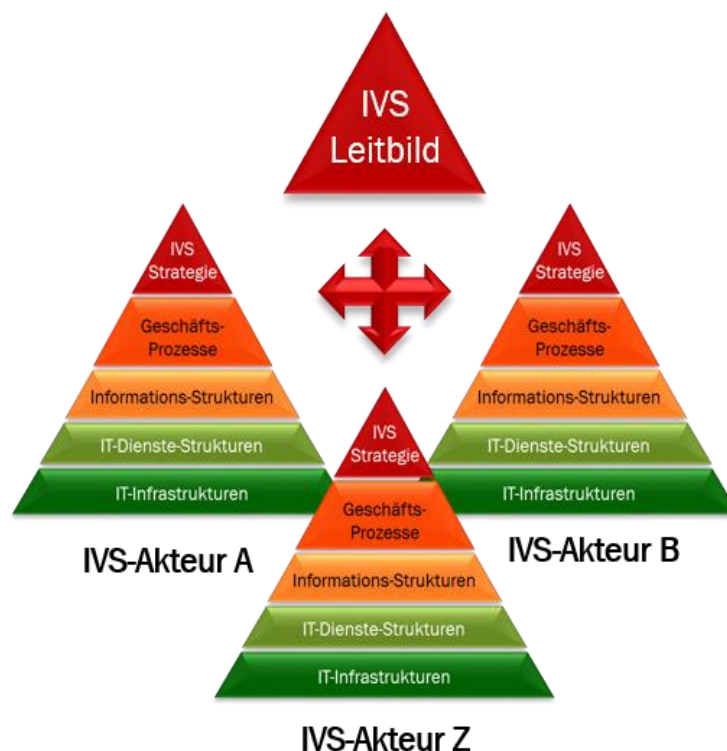 IVS
Leitbild
IVS
Strategie
Geschäfts-
Prozesse
Informations-Strukturen
IT-Dienste-Strukturen
IT-Infrastrukturen
IVS-Akteur A
IVS
Strategie
Geschäfts-
Prozesse
Informations-Strukturen
IT-Dienste-Strukturen
IT-Infrastrukturen
IVS-Akteur B
IVS
Strategie
Geschäfts-
Prozesse
Informations-Strukturen
IT-Dienste-Strukturen
IT-Infrastrukturen
IVS-Akteur Z